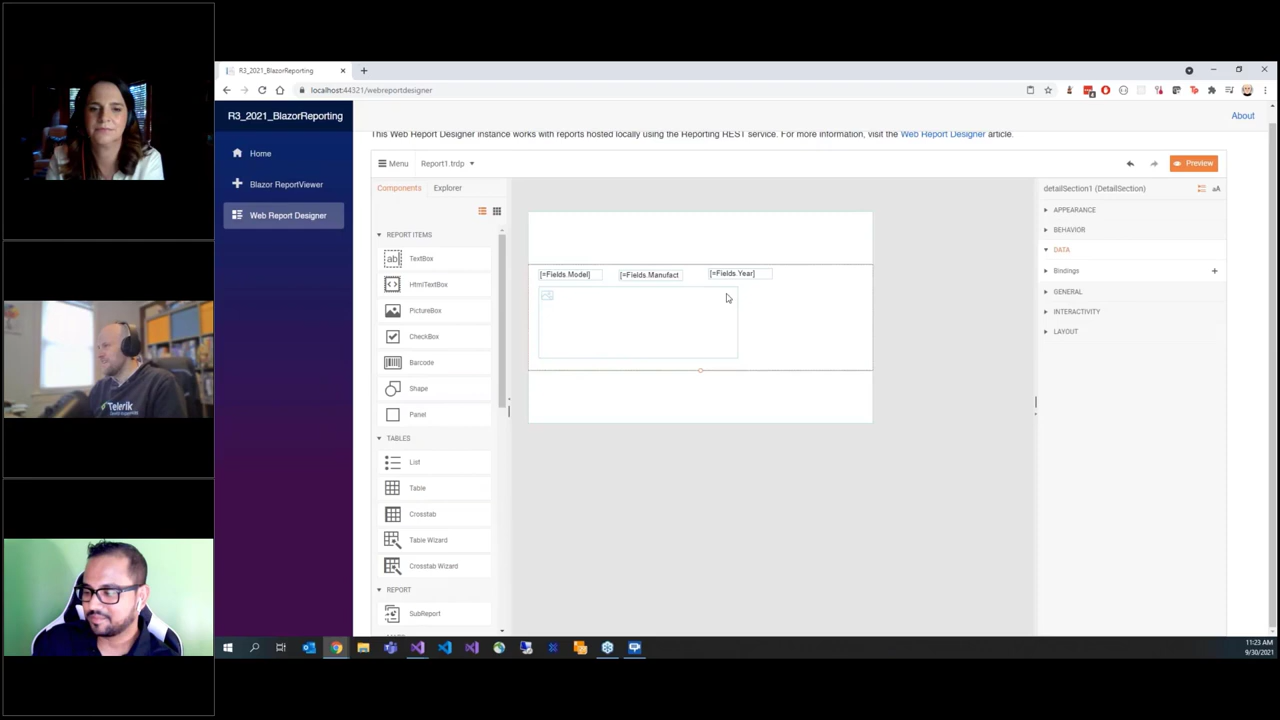 R3_2021_BlazorReporting
localhost:44321/webreportdesigner
R3_2021_BlazorReporting
About
This Web Report Designer instance works with reports hosted locally using the Reporting REST service. For more information, visit the Web Report Designer article.
Home
Blazor ReportViewer
Web Report Designer
Menu
Report1.trdp
Preview
Components
Explorer
detailSection1 (DetailSection)
aA
REPORT ITEMS
ab
TextBox
HtmlTextBox
PictureBox
CheckBox
Barcode
Shape
Panel
TABLES
List
Table
Crosstab
Table Wizard
Crosstab Wizard
REPORT
SubReport
[=Fields.Model]
[=Fields.Manufact
[=Fields.Year]
APPEARANCE
BEHAVIOR
DATA
Bindings
GENERAL
INTERACTIVITY
LAYOUT
Telerik
11:23 AM
9/30/2021